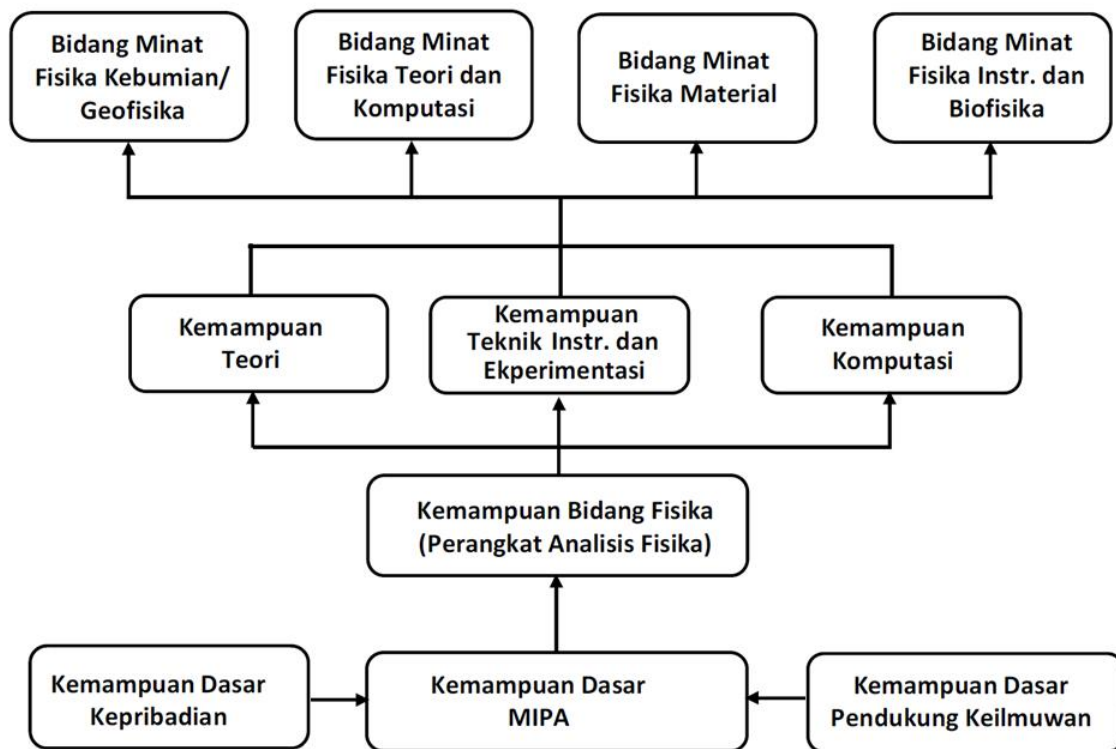 Bidang Minat
Fisika Kebumian/
Geofisika
Bidang Minat
Fisika Teori dan
Komputasi
Bidang Minat
Fisika Material
Bidang Minat
Fisika Instr. dan
Biofisika
Kemampuan
Teori
Kemampuan
Teknik Instr. dan
Ekperimentasi
Kemampuan
Komputasi
Kemampuan Bidang Fisika
(Perangkat Analisis Fisika)
Kemampuan Dasar
Kepribadian
Kemampuan Dasar
MIPA
Kemampuan Dasar
Pendukung Keilmuwan